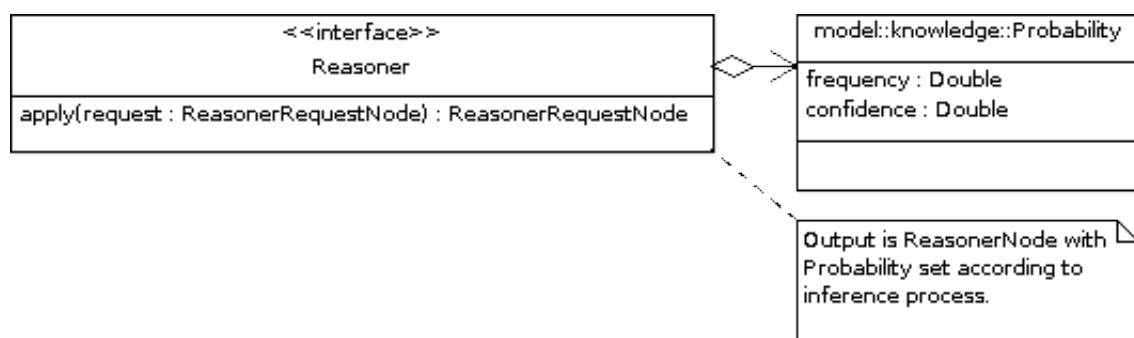 <<interface>>
Reasoner
apply(request : ReasonerRequestNode) : ReasonerRequestNode
model::knowledge::Probability
frequency : Double
confidence : Double
Output is ReasonerNode with
Probability set according to
inference process.